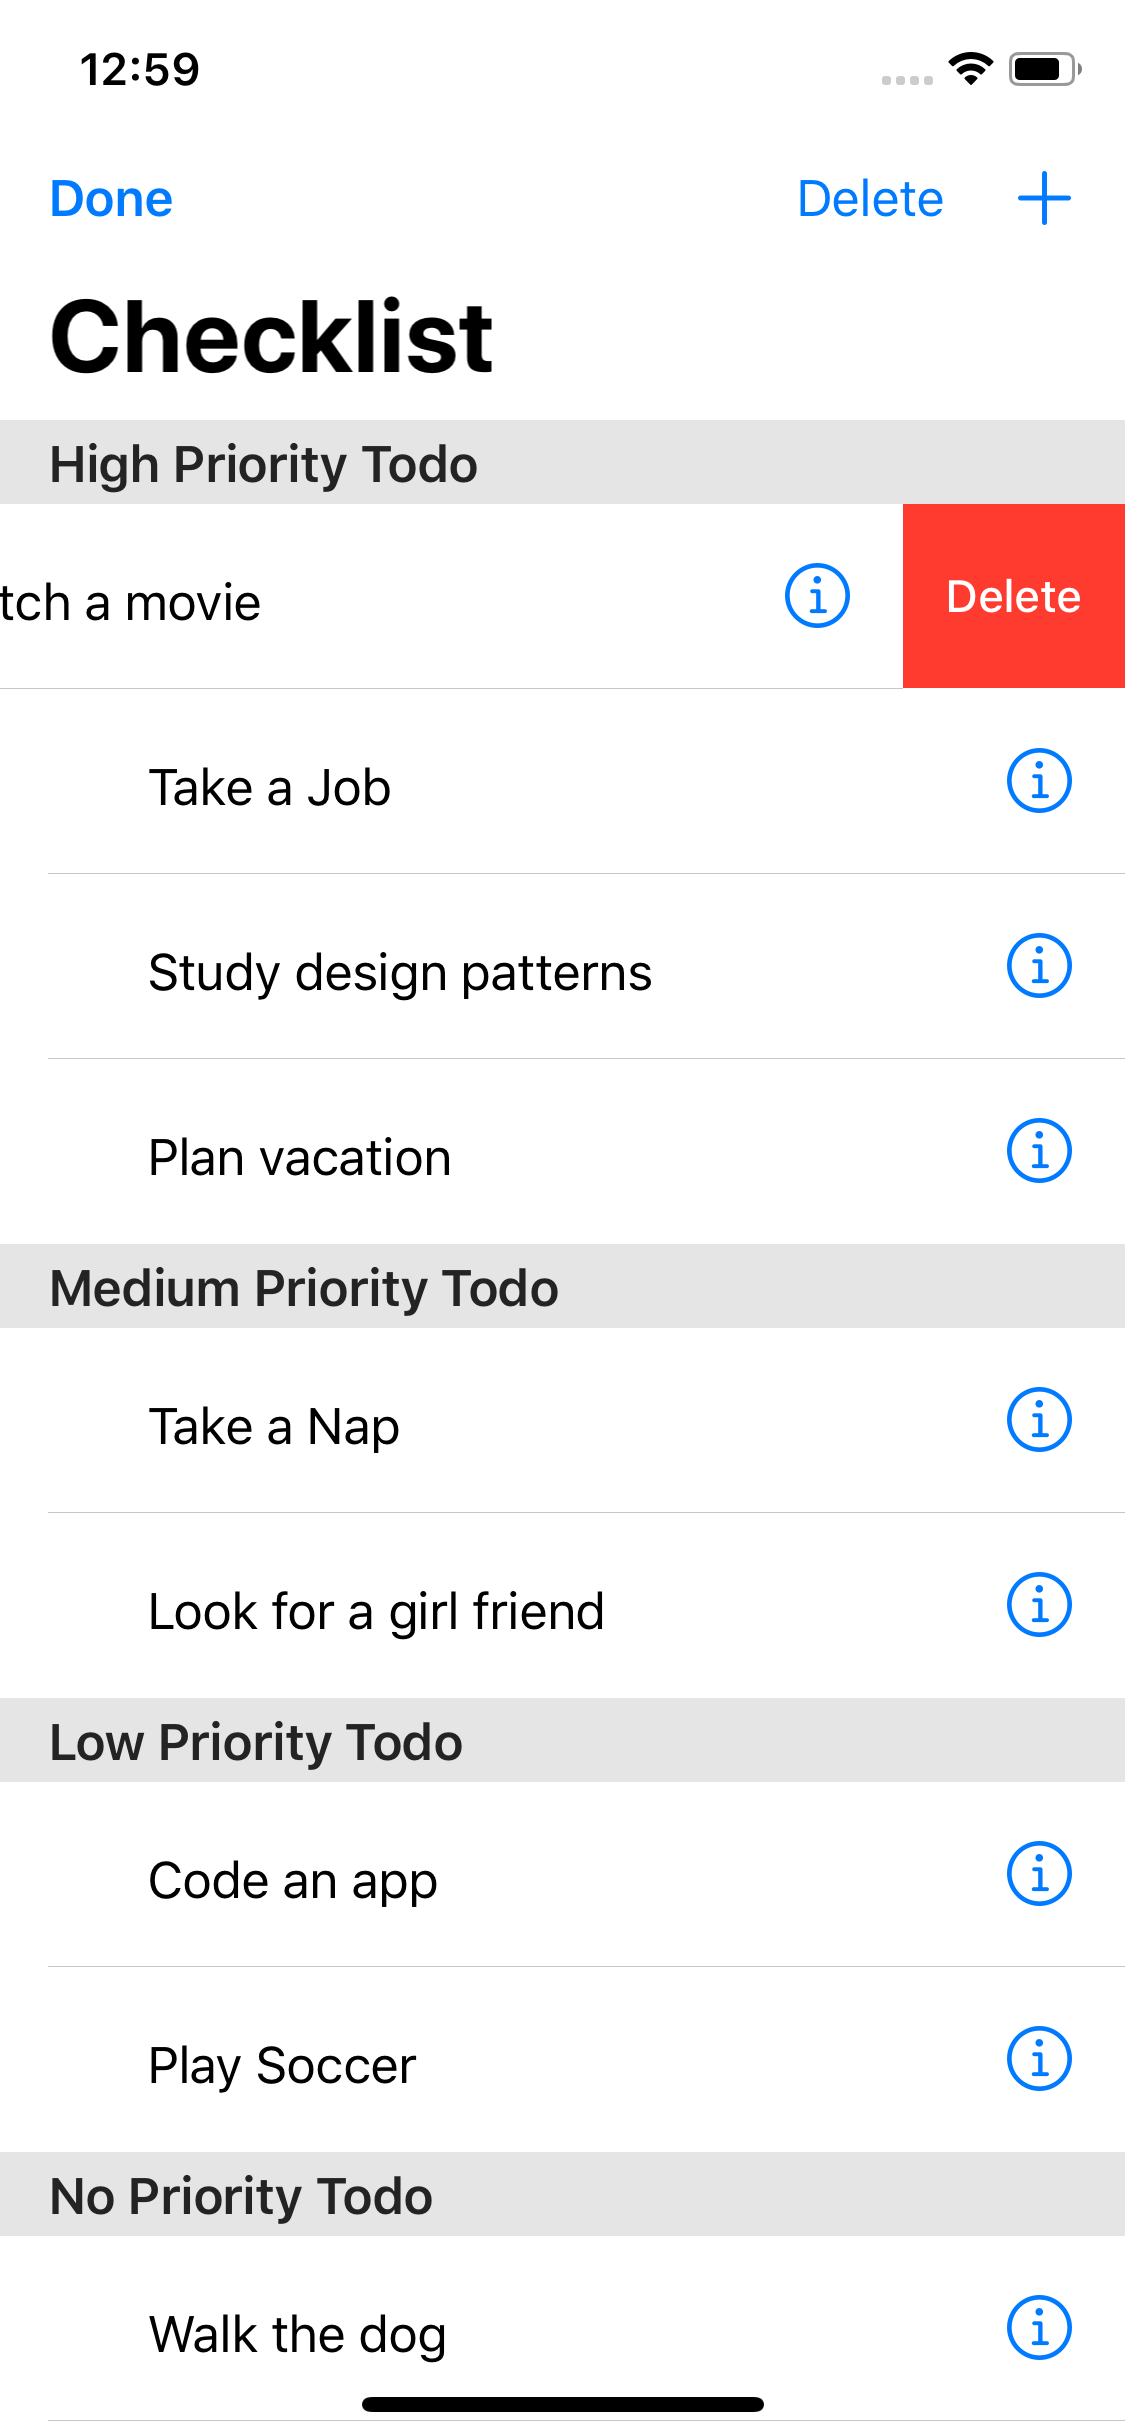 12:59
Done Delete +
Checklist
High Priority Todo
tch a movie Delete
Take a Job
Study design patterns
Plan vacation
Medium Priority Todo
Take a Nap
Look for a girl friend
Low Priority Todo
Code an app
Play Soccer
No Priority Todo
Walk the dog